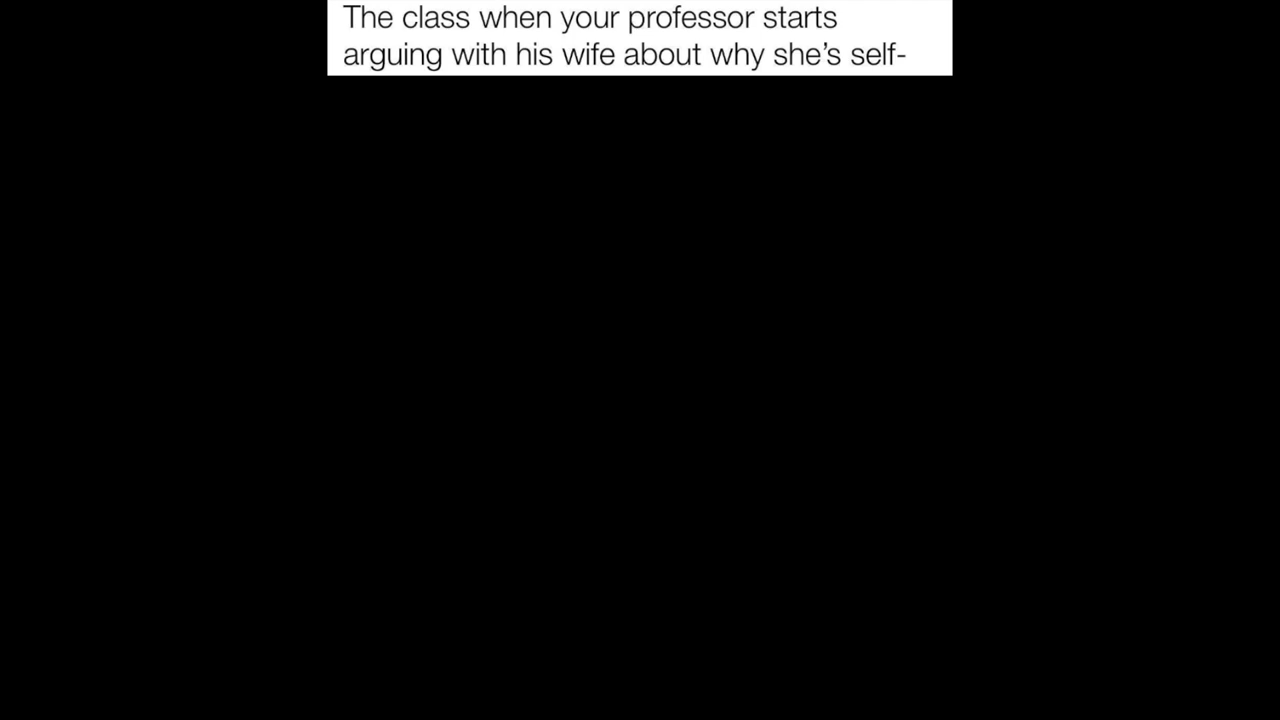 The class when your professor starts
arguing with his wife about why she’s self-